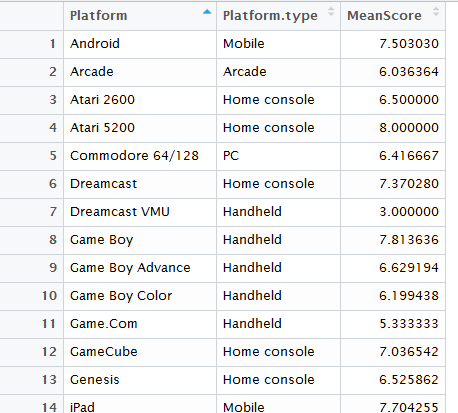 Platform Platform.type MeanScore
1 Android Mobile 7.503030
2 Arcade Arcade 6.036364
3 Atari 2600 Home console 6.500000
4 Atari 5200 Home console 8.000000
5 Commodore 64/128 PC 6.416667
6 Dreamcast Home console 7.370280
7 Dreamcast VMU Handheld 3.000000
8 Game Boy Handheld 7.813636
9 Game Boy Advance Handheld 6.629194
10 Game Boy Color Handheld 6.199438
11 Game.Com Handheld 5.333333
12 GameCube Home console 7.036542
13 Genesis Home console 6.525862
14 iPad Mobile 7.704255